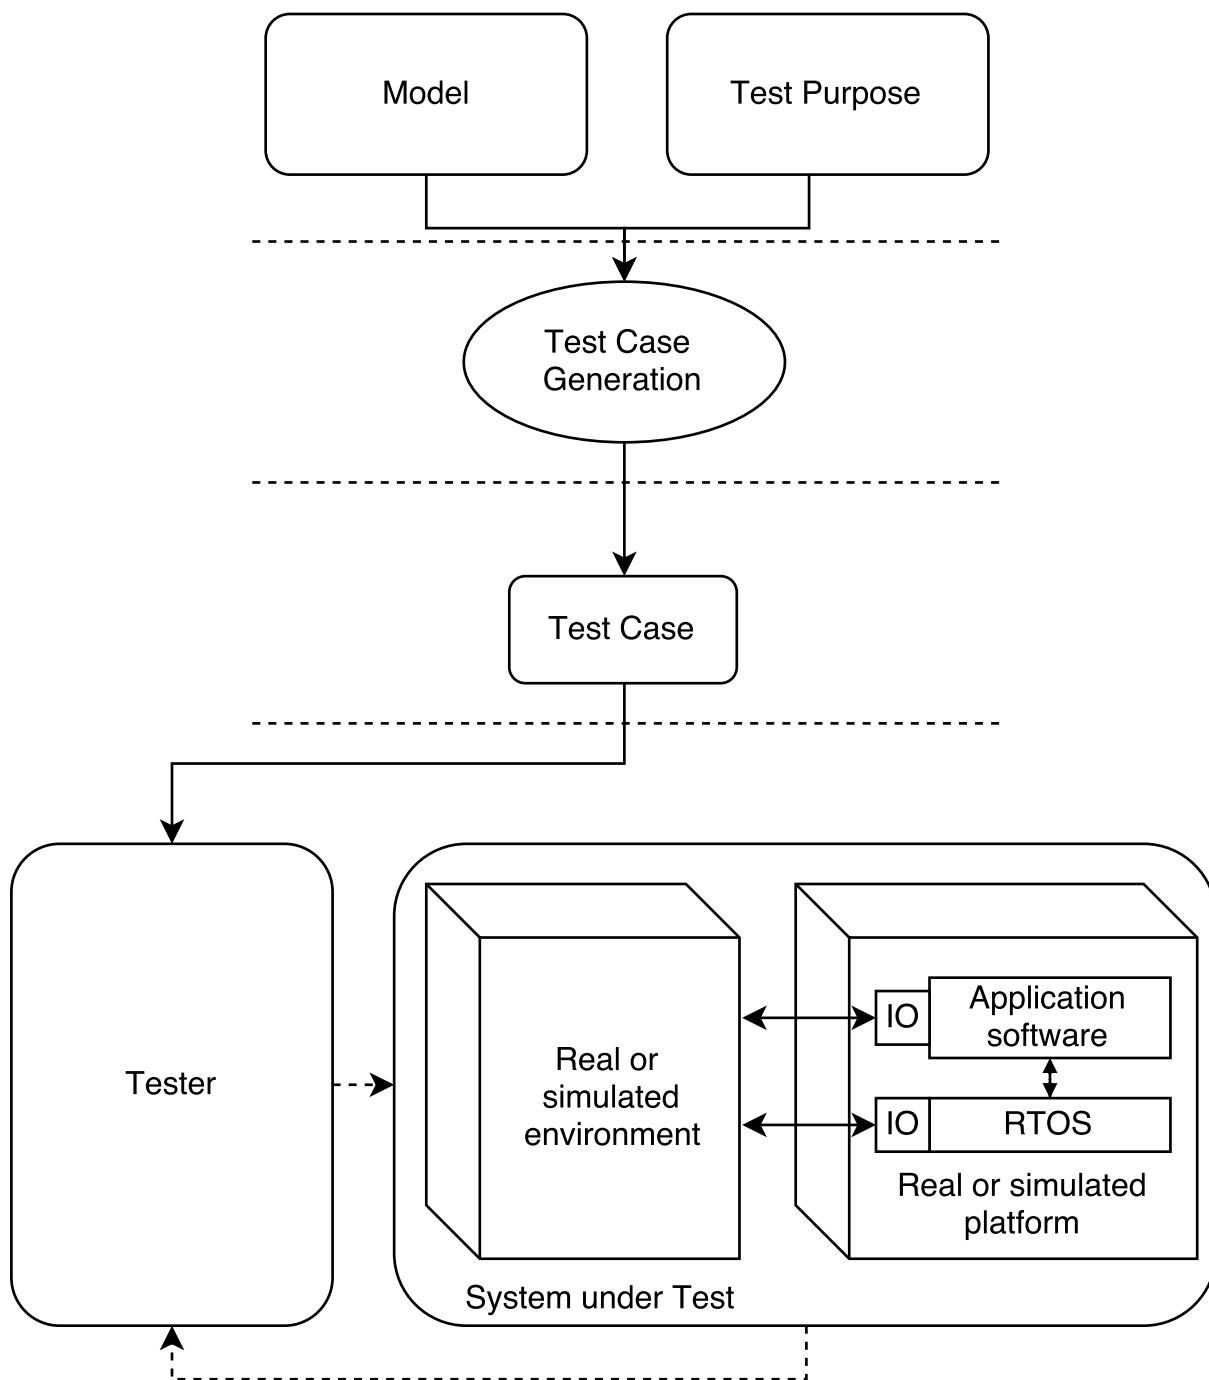 Model
Test Purpose
Test Case
Generation
Test Case
Tester
Real or
simulated
environment
IO
Application
software
IO
RTOS
Real or simulated
platform
System under Test